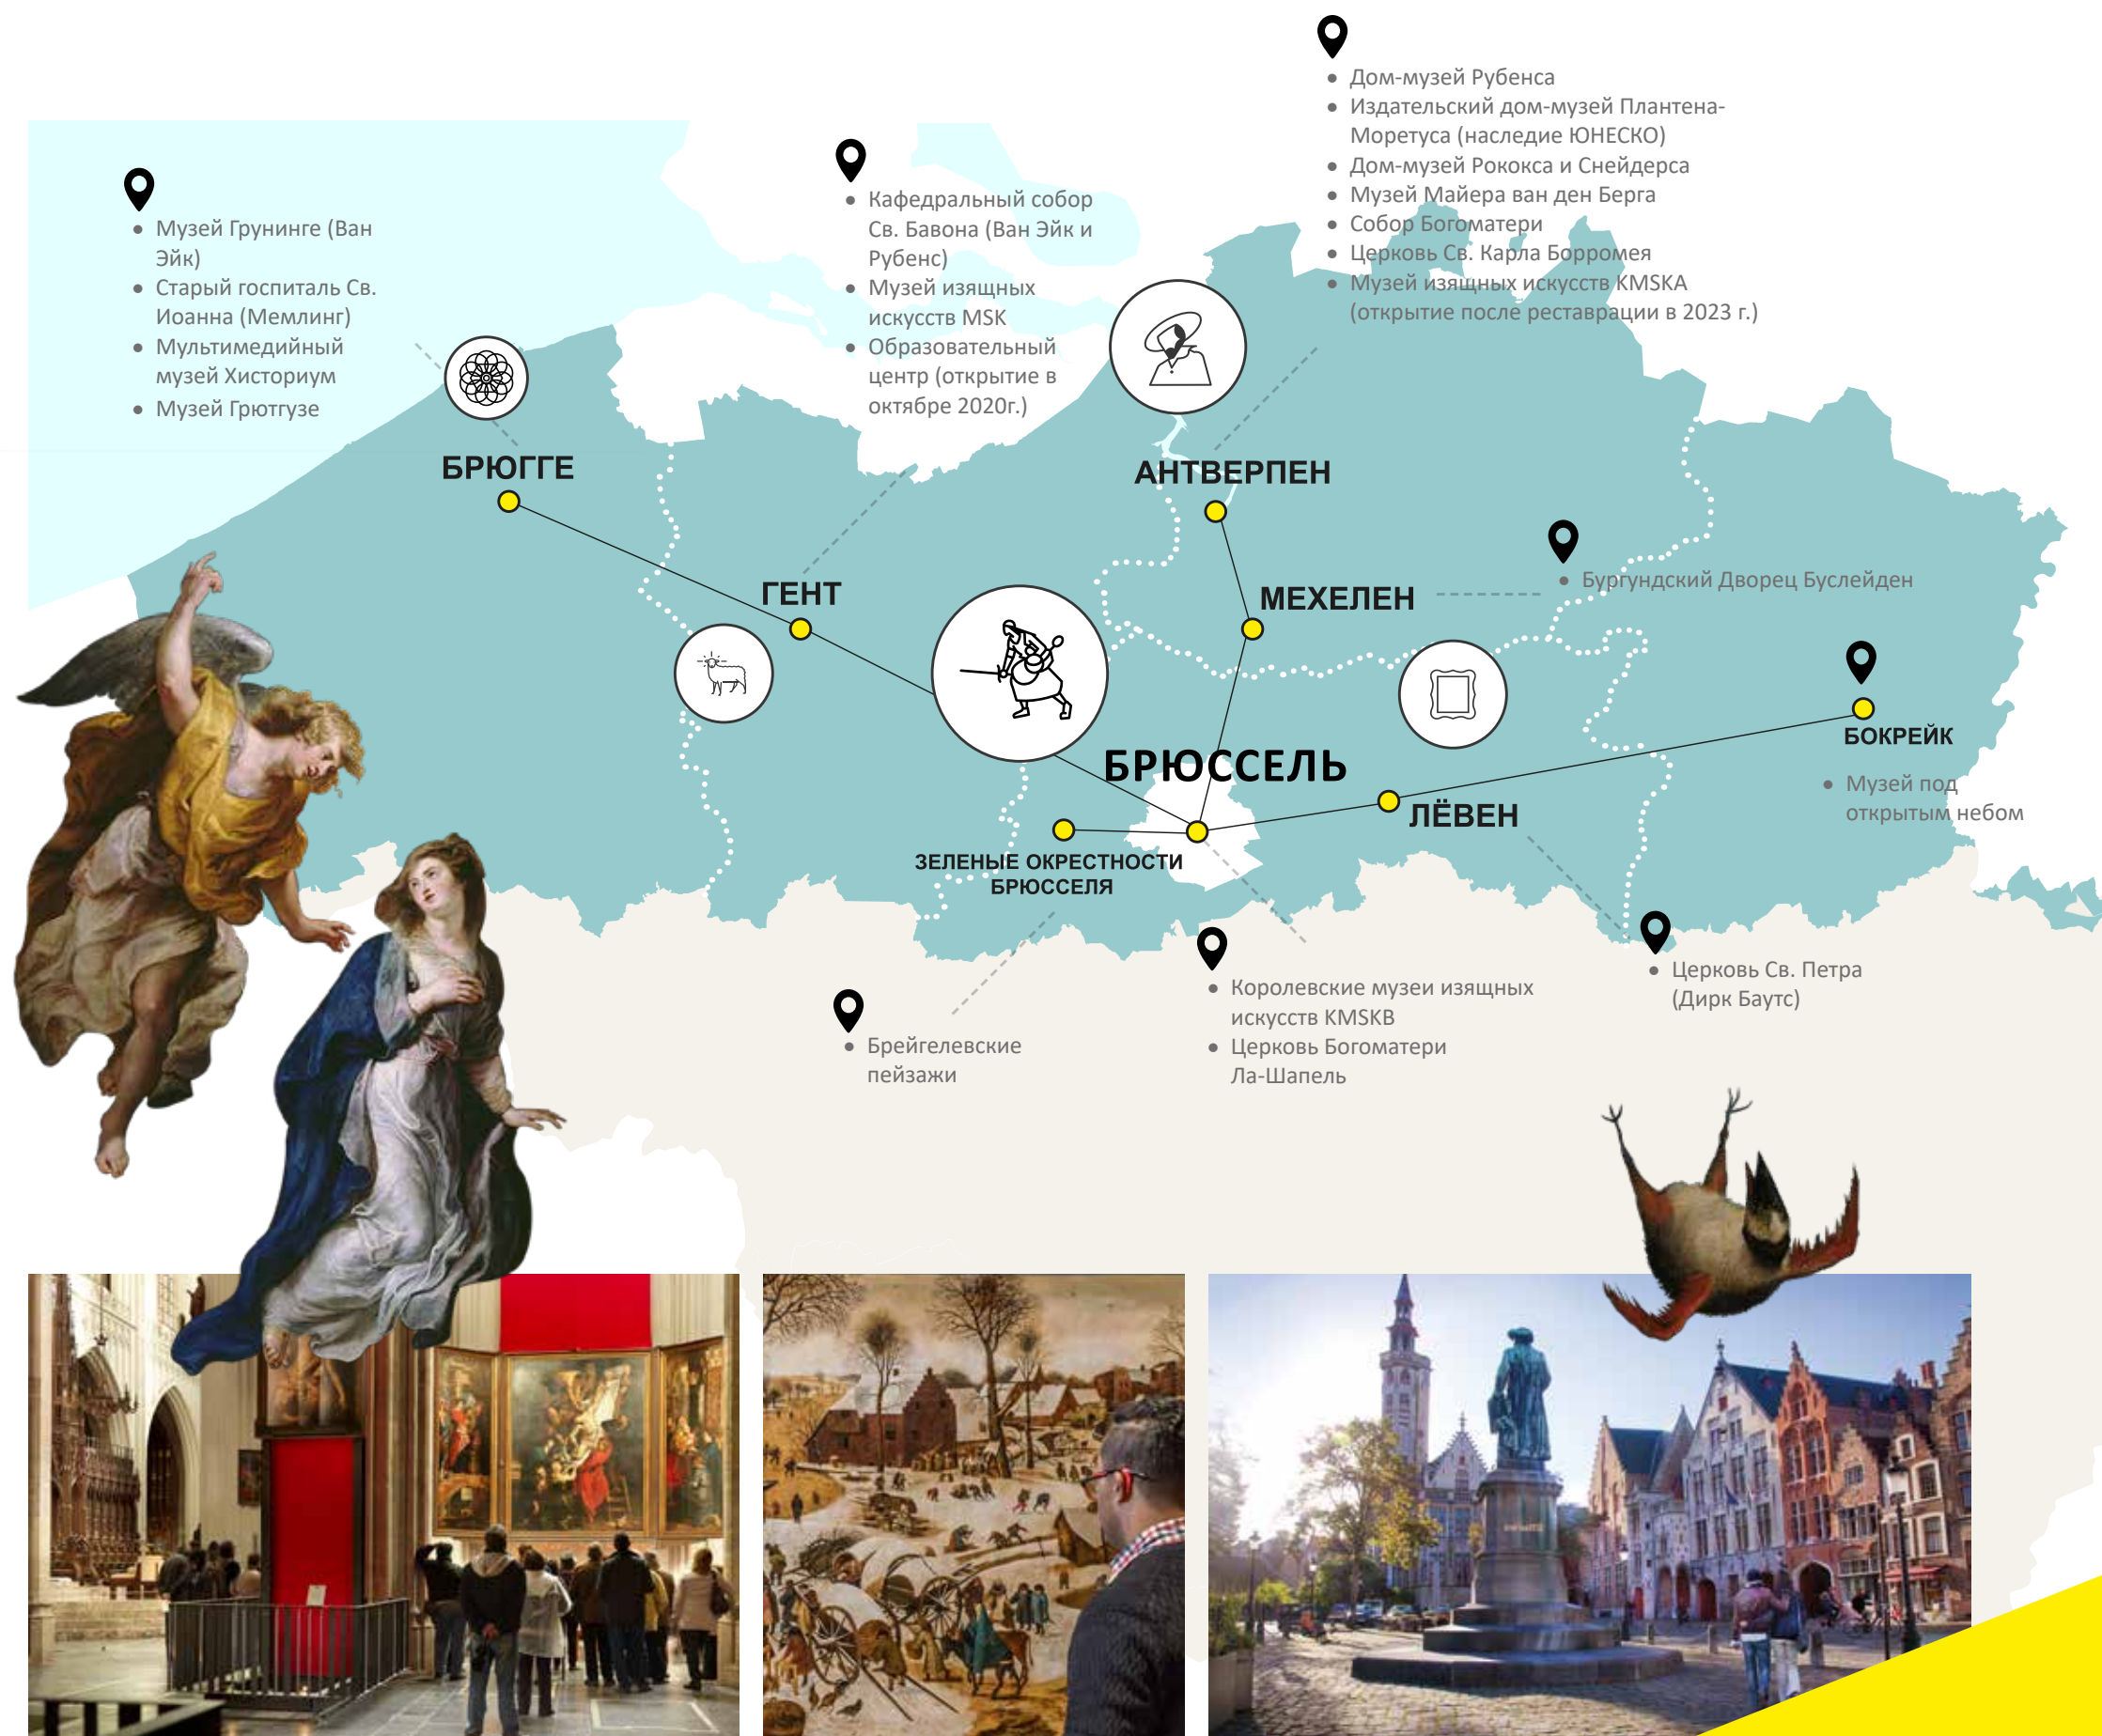 Дом-музей Рубенса
Издательский дом-музей Плантена-
Моретуса (наследие ЮНЕСКО)
Дом-музей Рококса и Снейдерса
Музей Майера ван ден Берга
Собор Богоматери
Церковь Св. Карла Борромея
Музей изящных искусств KMSKA
(открытие после реставрации в 2023 г.)
Музей Грунинге (Ван
Эйк)
Старый госпиталь Св.
Иоанна (Мемлинг)
Мультимедийный
музей Хисториум
Музей Грютгузе
Кафедральный собор
Св. Бавона (Ван Эйк и
Рубенс)
Музей изящных
искусств MSK
Образовательный
центр (открытие в
октябре 2020г.)
БРЮГГЕ
АНТВЕРПЕН
ГЕНТ
МЕХЕЛЕН
Бургундский Дворец Буслейден
БРЮССЕЛЬ
БОКРЕЙК
Музей под
открытым небом
ЛЁВЕН
ЗЕЛЕНЫЕ ОКРЕСТНОСТИ
БРЮССЕЛЯ
Брейгелевские
пейзажи
Королевские музеи изящных
искусств KMSKB
Церковь Богоматери
Ла-Шапель
Церковь Св. Петра
(Дирк Баутс)